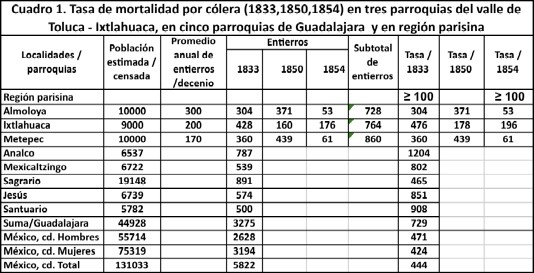 Cuadro 1. Tasa de mortalidad por cólera (1833,1850,1854) en tres parroquias del valle de
Toluca - Ixtlahuaca, en cinco parroquias de Guadalajara y en región parisina
Localidades / parroquias Población estimada / censada Promedio anual de entierros /decenio Entierros 1833 1850 1854 Subtotal de entierros Tasa / 1833 Tasa / 1850 Tasa / 1854
Región parisina ≥ 100 ≥ 100
Almoloya 10000 300 304 371 53 728 304 371 53
Ixtlahuaca 9000 200 428 160 176 764 476 178 196
Metepec 10000 170 360 439 61 860 360 439 61
Analco 6537 787 1204
Mexicaltzingo 6722 539 802
Sagrario 19148 891 465
Jesús 6739 574 851
Santuario 5782 500 908
Suma/Guadalajara 44928 3275 729
México, cd. Hombres 55714 2628 471
México, cd. Mujeres 75319 3194 424
México, cd. Total 131033 5822 444